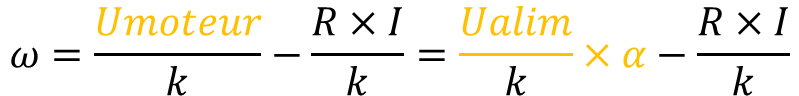 ω = Umoteur/k − R × I/k = Ualim/k × α − R × I/k